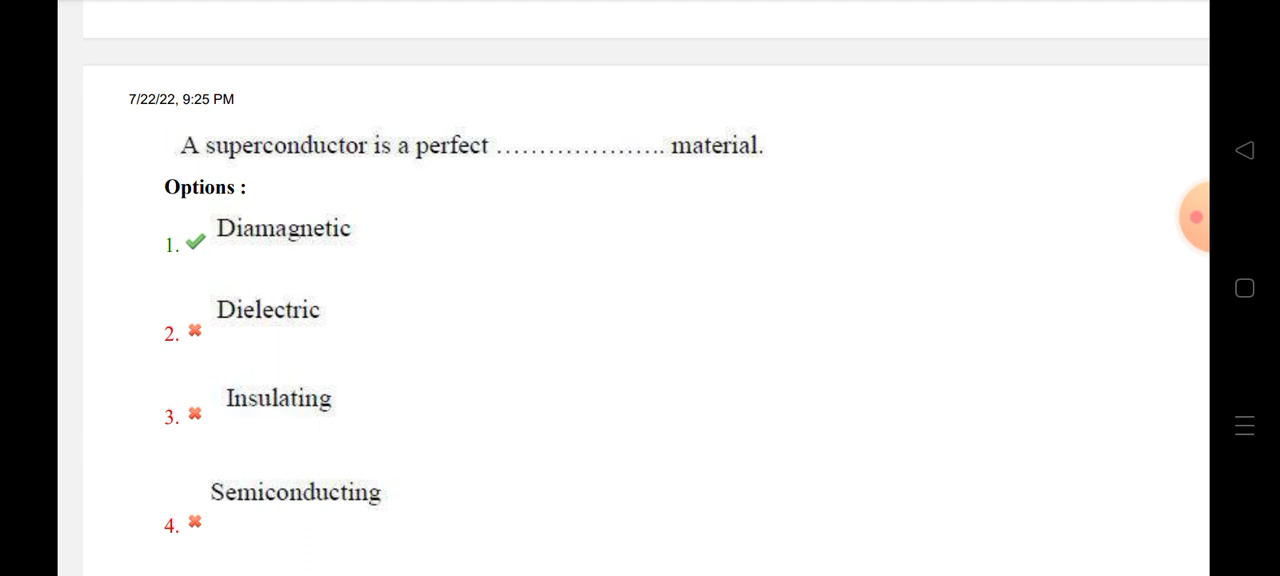 7/22/22, 9:25 PM
A superconductor is a perfect .................... material.
Options :
1. Diamagnetic
2. Dielectric
3. Insulating
4. Semiconducting